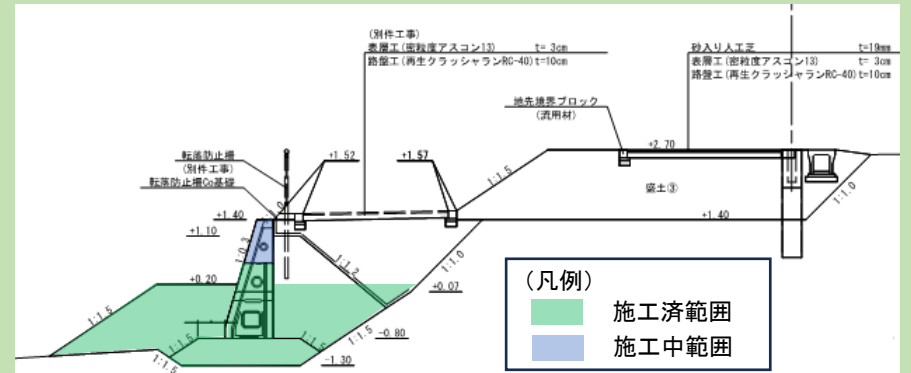 (別件工事)
表層工(密粒度アスコン13) t= 3cm
路盤工(再生クラッシャランRC-40)t=10cm
砂入り人工芝 t=19mm
表層工(密粒度アスコン13) t= 3cm
路盤工(再生クラッシャランRC-40)t=10cm
地先境界ブロック
(流用材)
+2.70
転落防止柵
(別件工事)
転落防止柵Co基礎
+1.52
+1.57
1:1.5
盛土③
1:1.0
+1.40
+1.10
+1.40
1:0.3
1:1.2
1:1.0
+0.20
+0.07
1:1.5
1:1.5
1:1.5
1:1.5
-0.80
1:1.5
-1.30
(凡例)
施工済範囲
施工中範囲